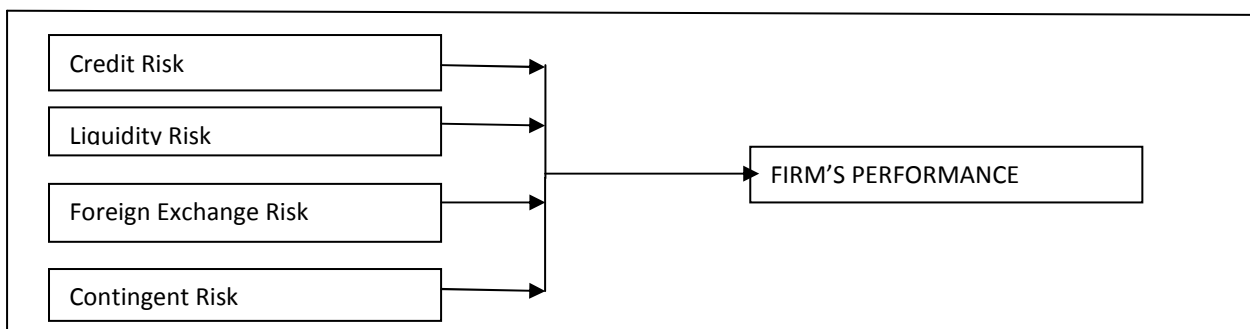 Credit Risk
Liquidity Risk
Foreign Exchange Risk
Contingent Risk
FIRM’S PERFORMANCE